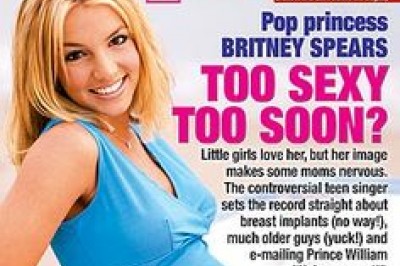 Pop princess
BRITNEY SPEARS
TOO SEXY
TOO SOON?
Little girls love her, but her image
makes some moms nervous.
The controversial teen singer
sets the record straight about
breast implants (no way!),
much older guys (yuck!) and
e-mailing Prince William